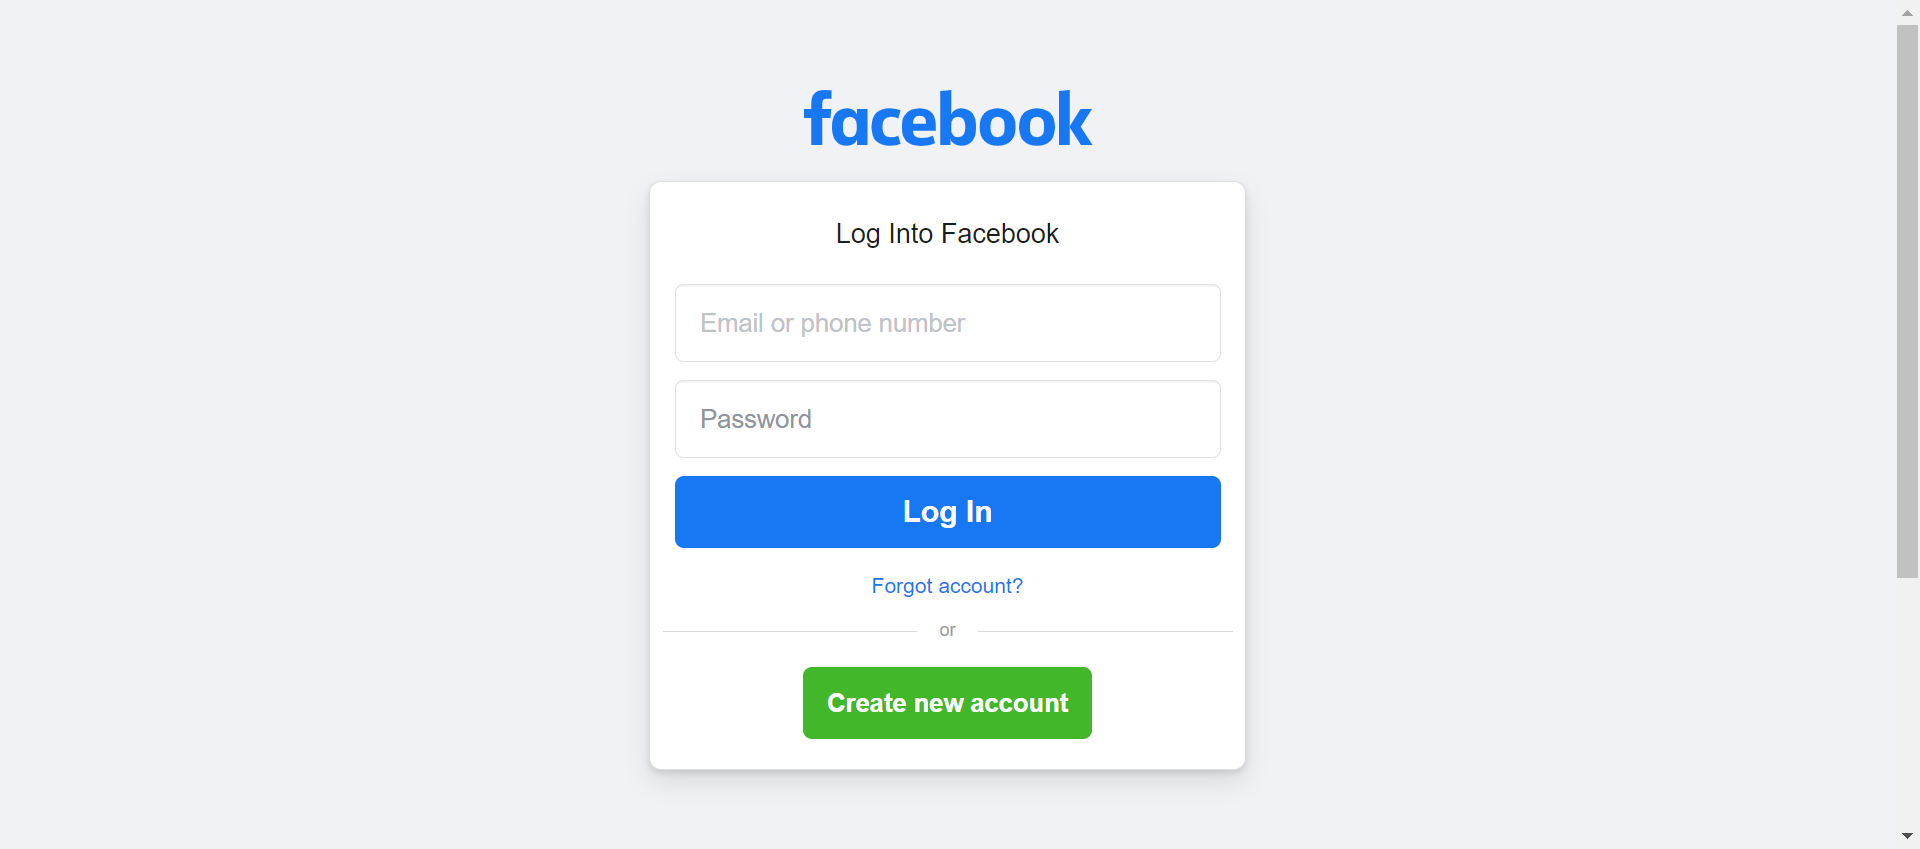 facebook
Log Into Facebook
Email or phone number
Password
Log In
Forgot account?
or
Create new account